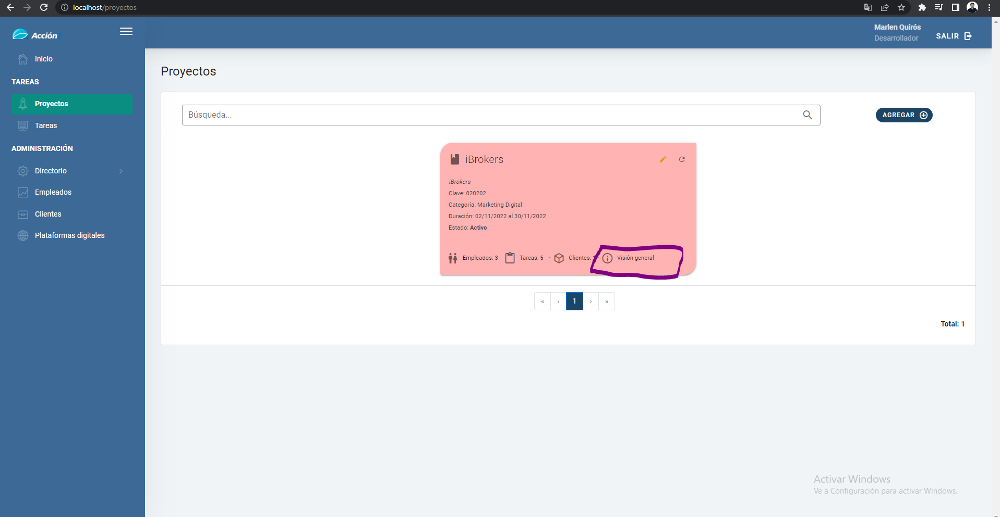 localhost/proyectos
Marlen Quirós
Desarrollador
SALIR
Acción
Inicio
TAREAS
Proyectos
Tareas
ADMINISTRACIÓN
Directorio
Empleados
Clientes
Plataformas digitales
Proyectos
Búsqueda...
AGREGAR
iBrokers
iBrokers
Clave: 020202
Categoría: Marketing Digital
Duración: 02/11/2022 al 30/11/2022
Estado: Activo
Empleados: 3 Tareas: 5 · Clientes: 1 Visión general
« ‹ 1 › »
Total: 1
Activar Windows
Ve a Configuración para activar Windows.